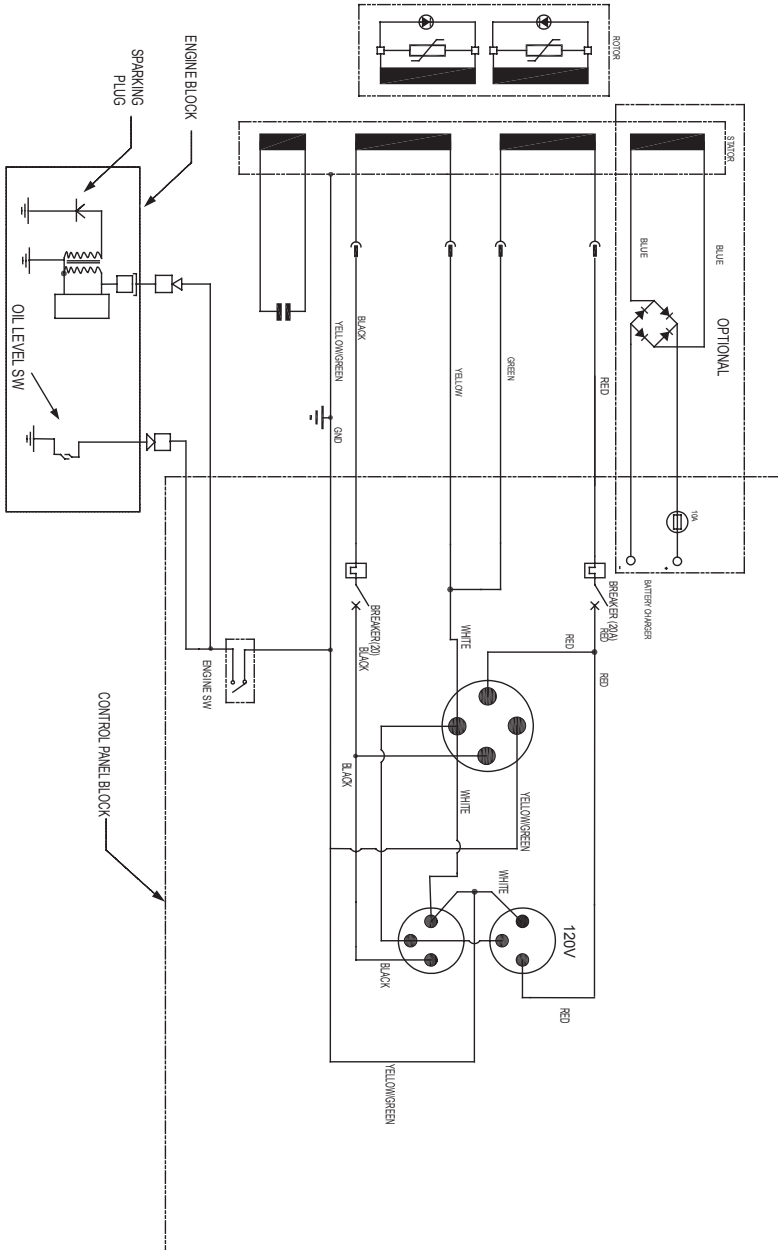 ROTOR
STATOR
OPTIONAL
BLUE
BLUE
10A
+
-
BATTERY CHARGER
ENGINE BLOCK
SPARKING
PLUG
OIL LEVEL SW
RED
GREEN
YELLOW
BLACK
YELLOW/GREEN
GND
BREAKER (20A)
RED
RED
RED
WHITE
BREAKER(20)
BLACK
ENGINE SW
WHITE
YELLOW/GREEN
BLACK
WHITE
120V
BLACK
RED
YELLOW/GREEN
CONTROL PANEL BLOCK